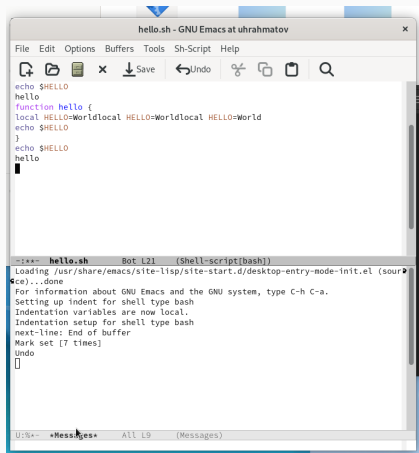 hello.sh - GNU Emacs at uhrahmatov
File Edit Options Buffers Tools Sh-Script Help
Save Undo
echo $HELLO
hello
function hello {
local HELLO=Worldlocal HELLO=Worldlocal HELLO=World
echo $HELLO
}
echo $HELLO
hello
-:**- hello.sh Bot L21 (Shell-script[bash])
Loading /usr/share/emacs/site-lisp/site-start.d/desktop-entry-mode-init.el (sour
ce)...done
For information about GNU Emacs and the GNU system, type C-h C-a.
Setting up indent for shell type bash
Indentation variables are now local.
Indentation setup for shell type bash
next-line: End of buffer
Mark set [7 times]
Undo
U:%*- *Messages* All L9 (Messages)